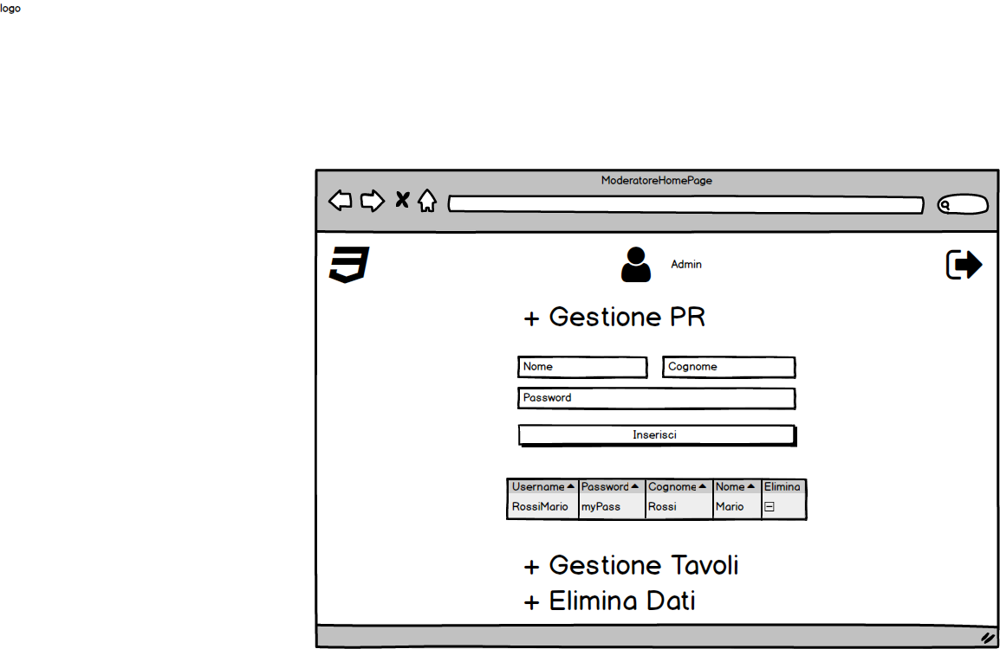 logo
ModeratoreHomePage
Admin
+ Gestione PR
Nome Cognome
Password
Inserisci
Username Password Cognome Nome Elimina
RossiMario myPass Rossi Mario
+ Gestione Tavoli
+ Elimina Dati